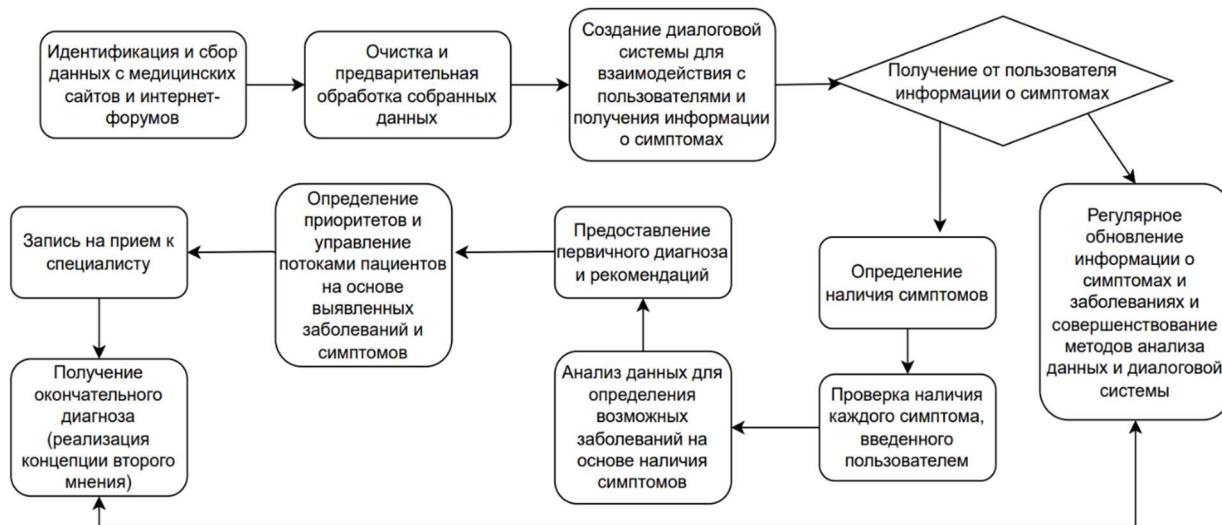 Идентификация и сбор
данных с медицинских
сайтов и интернет-
форумов
Очистка и
предварительная
обработка собранных
данных
Создание диалоговой
системы для
взаимодействия с
пользователями и
получения информации
о симптомах
Получение от пользователя
информации о симптомах
Регулярное
обновление
информации о
симптомах и
заболеваниях и
совершенствование
методов анализа
данных и диалоговой
системы
Определение
наличия симптомов
Проверка наличия
каждого симптома,
введенного
пользователем
Анализ данных для
определения
возможных
заболеваний на
основе наличия
симптомов
Предоставление
первичного диагноза
и рекомендаций
Определение
приоритетов и
управление
потоками пациентов
на основе
выявленных
заболеваний и
симптомов
Запись на прием к
специалисту
Получение
окончательного
диагноза
(реализация
концепции второго
мнения)